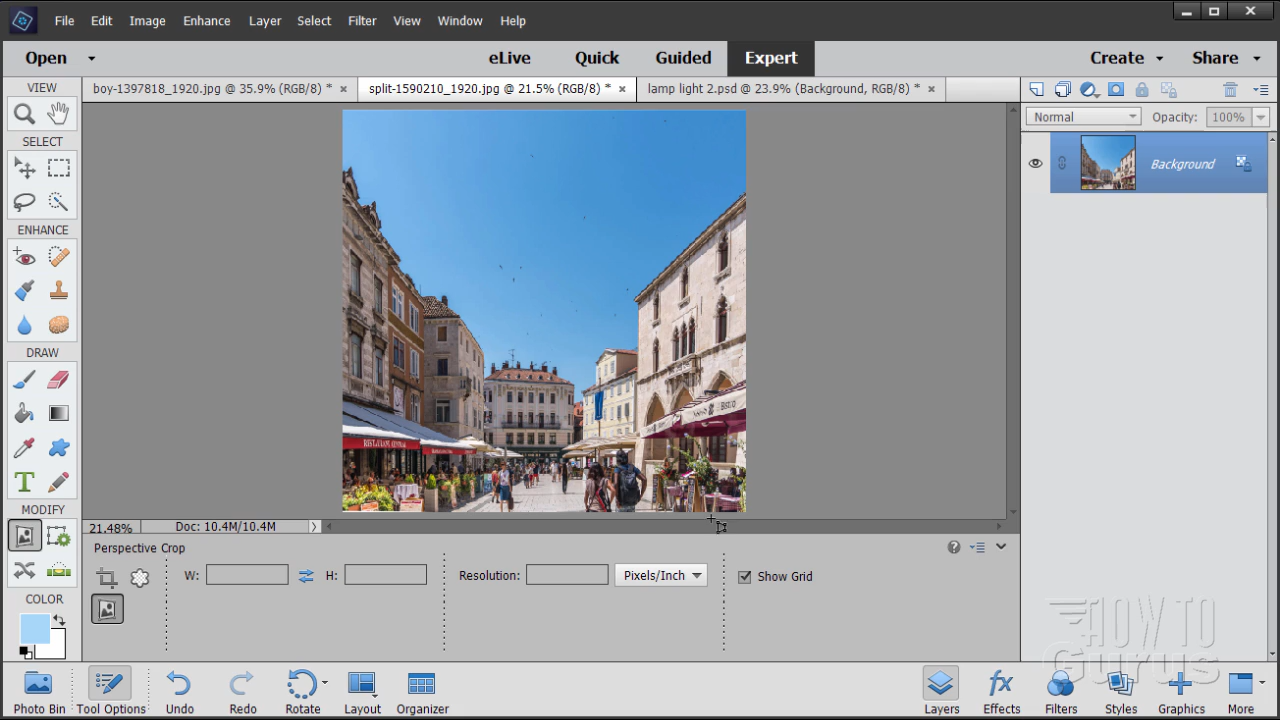 File Edit Image Enhance Layer Select Filter View Window Help
Open eLive Quick Guided Expert Create Share
VIEW boy-1397818_1920.jpg @ 35.9% (RGB/8) * split-1590210_1920.jpg @ 21.5% (RGB/8) * lamp light 2.psd @ 23.9% (Background, RGB/8) *
Normal Opacity: 100%
SELECT
Background
ENHANCE
DRAW
MODIFY
21.48% Doc: 10.4M/10.4M
Perspective Crop
W: H: Resolution: Pixels/Inch Show Grid
COLOR
HOW TO
Gurus
Photo Bin Tool Options Undo Redo Rotate Layout Organizer Layers Effects Filters Styles Graphics More